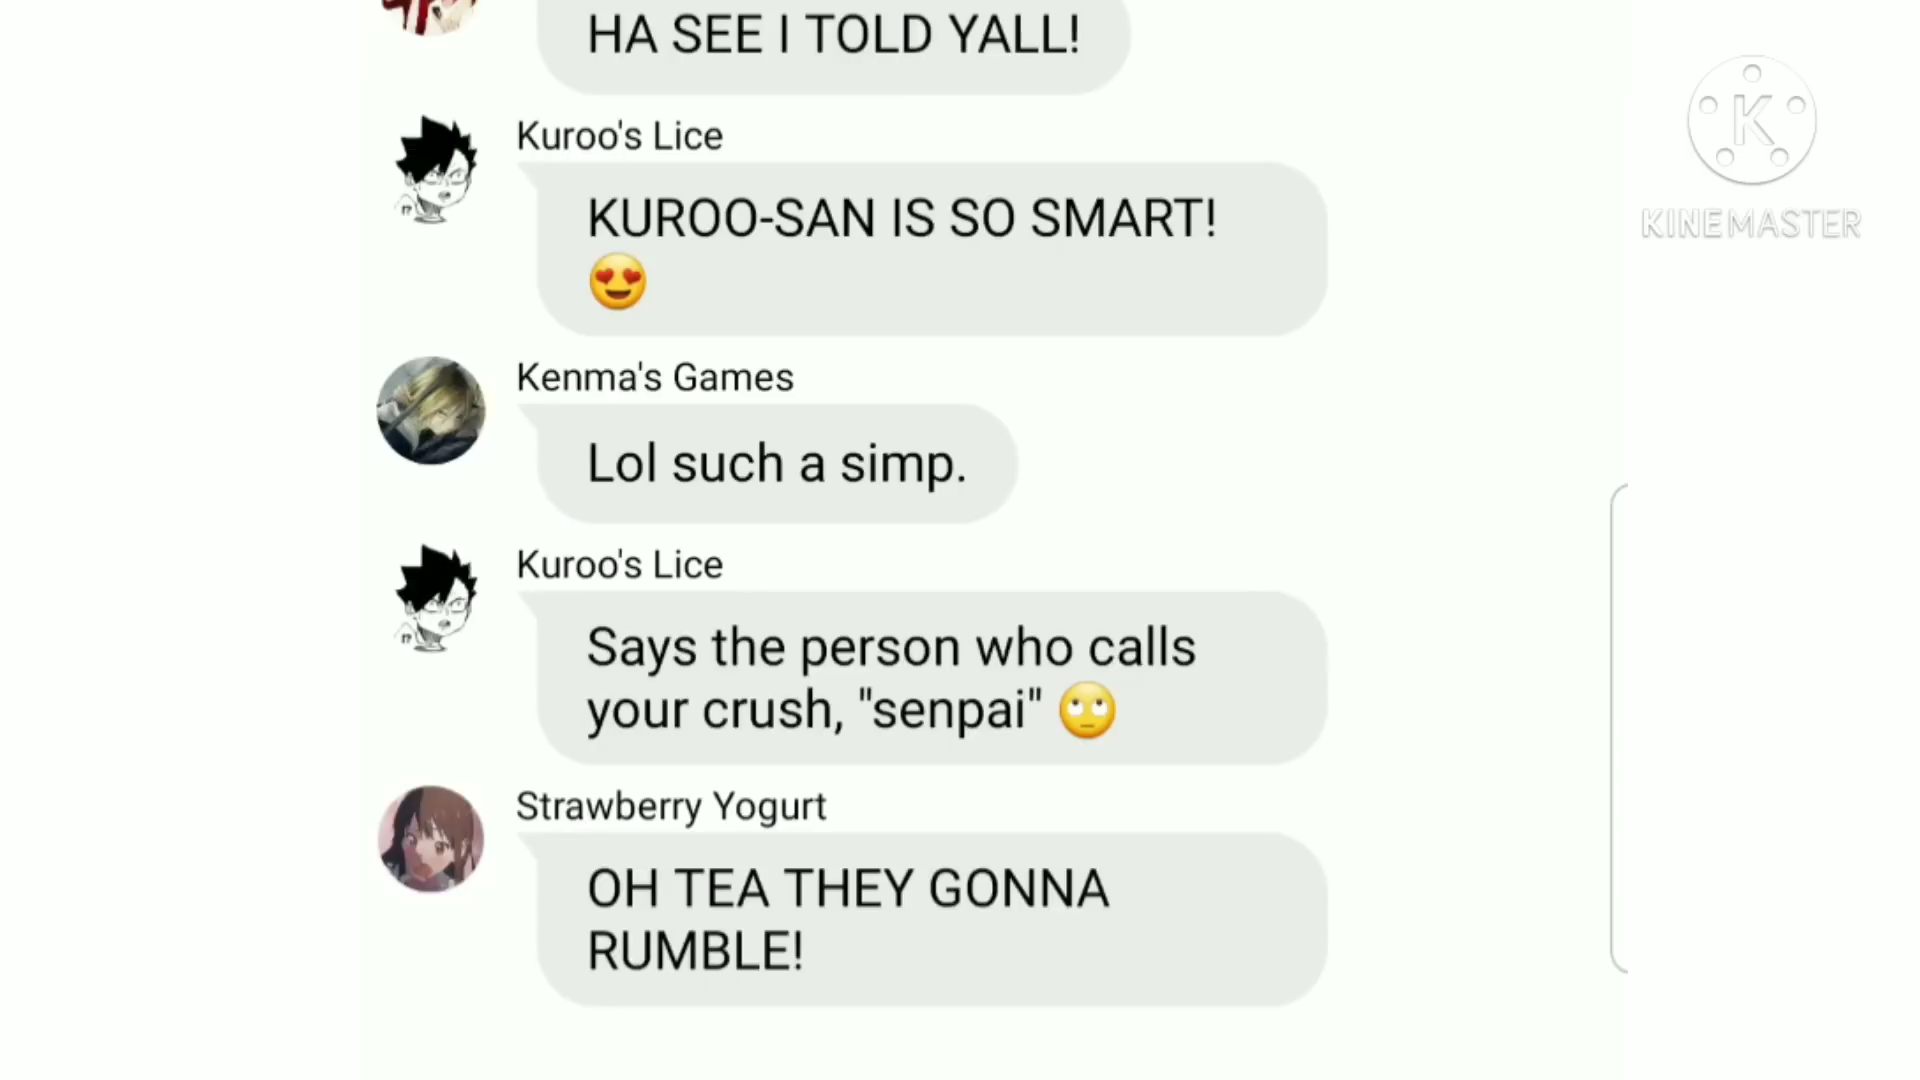 HA SEE I TOLD YALL!
Kuroo's Lice
KUROO-SAN IS SO SMART!
😍
Kenma's Games
Lol such a simp.
Kuroo's Lice
Says the person who calls
your crush, "senpai" 🙄
Strawberry Yogurt
OH TEA THEY GONNA
RUMBLE!
K
KINEMASTER